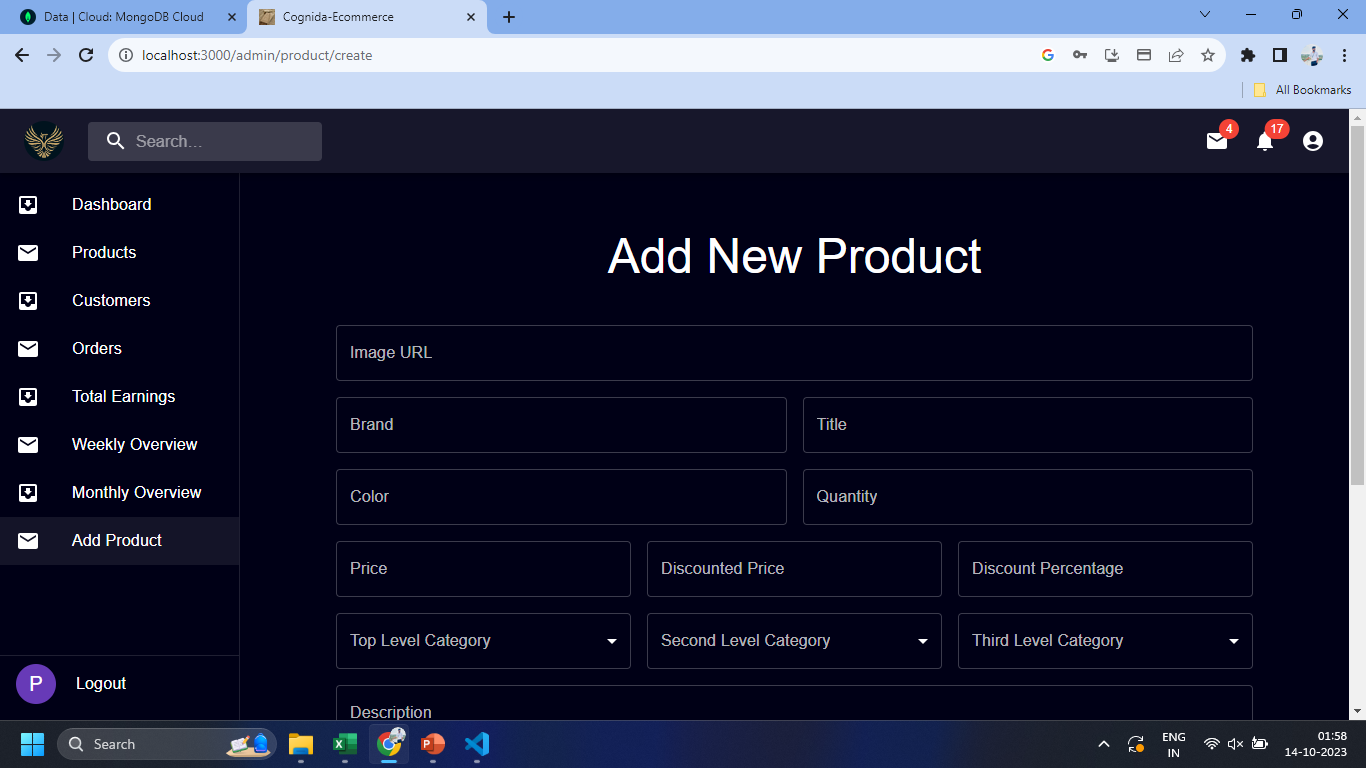 Data | Cloud: MongoDB Cloud
Cognida-Ecommerce
localhost:3000/admin/product/create
All Bookmarks
Search...
4
17
Dashboard
Products
Customers
Orders
Total Earnings
Weekly Overview
Monthly Overview
Add Product
P
Logout
Add New Product
Image URL
Brand
Title
Color
Quantity
Price
Discounted Price
Discount Percentage
Top Level Category
Second Level Category
Third Level Category
Description
Search
ENG
IN
01:58
14-10-2023